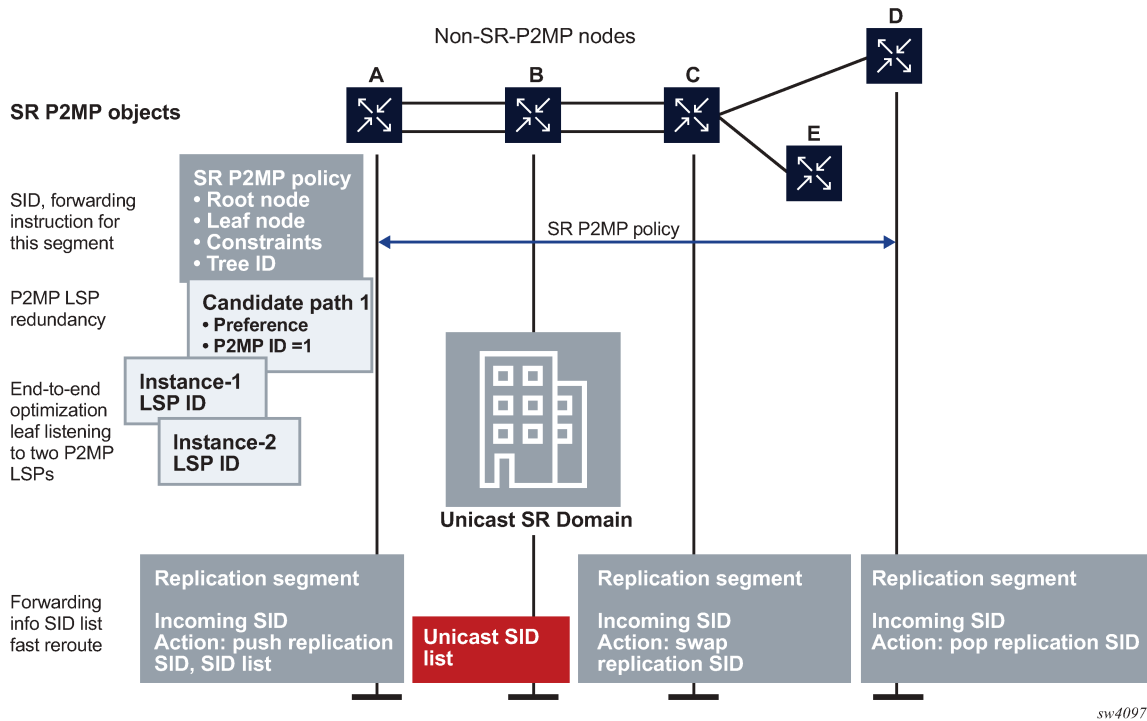 Non-SR-P2MP nodes
A
B
C
D
E
SR P2MP objects
SID, forwarding
instruction for
this segment
SR P2MP policy
• Root node
• Leaf node
• Constraints
• Tree ID
SR P2MP policy
P2MP LSP
redundancy
Candidate path 1
• Preference
• P2MP ID =1
End-to-end
optimization
leaf listening
to two P2MP
LSPs
Instance-1
LSP ID
Instance-2
LSP ID
Unicast SR Domain
Forwarding
info SID list
fast reroute
Replication segment
Incoming SID
Action: push replication
SID, SID list
Unicast SID
list
Replication segment
Incoming SID
Action: swap
replication SID
Replication segment
Incoming SID
Action: pop replication SID
sw4097